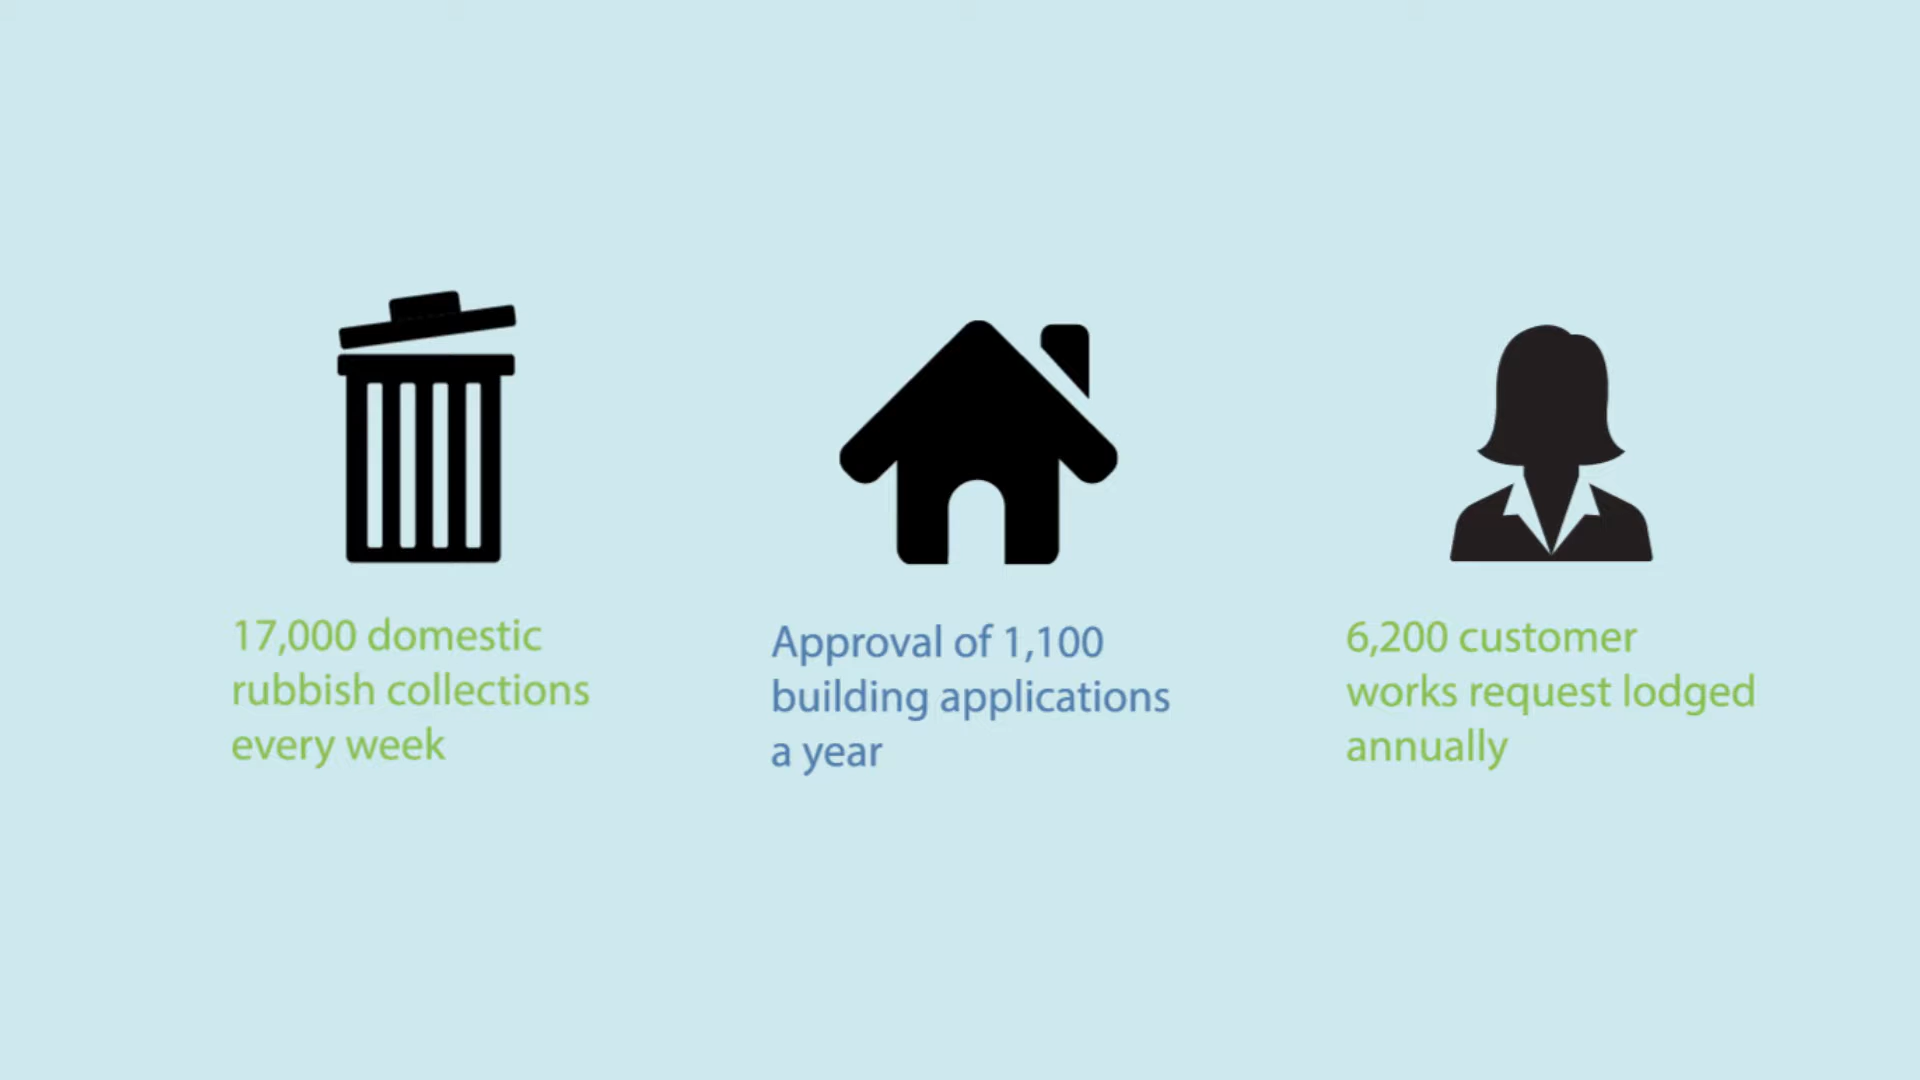 17,000 domestic
rubbish collections
every week
Approval of 1,100
building applications
a year
6,200 customer
works request lodged
annually